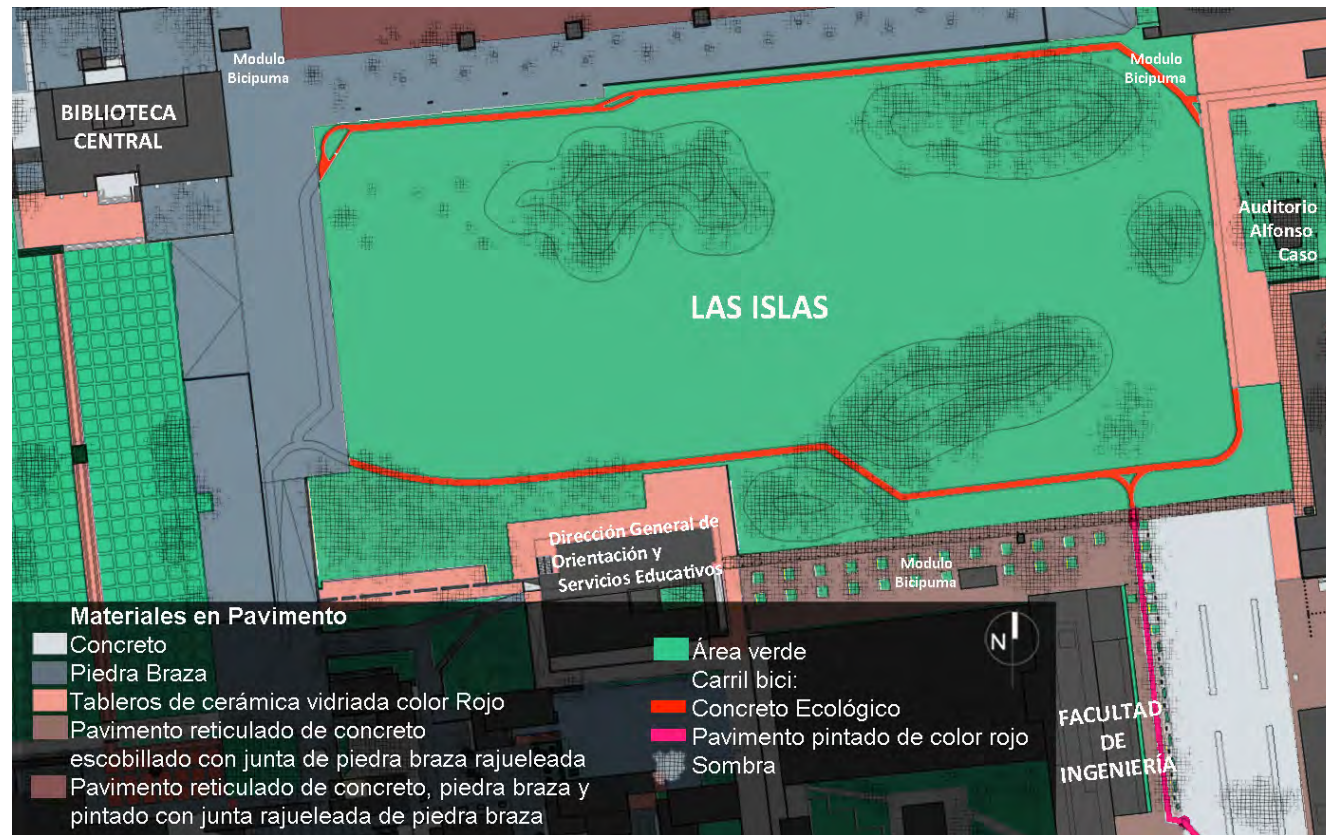 Modulo
Bicipuma
Modulo
Bicipuma
BIBLIOTECA
CENTRAL
Auditorio
Alfonso
Caso
LAS ISLAS
Dirección General de
Orientación y
Servicios Educativos
Modulo
Bicipuma
FACULTAD
DE
INGENIERÍA
N
Materiales en Pavimento
Concreto
Piedra Braza
Tableros de cerámica vidriada color Rojo
Pavimento reticulado de concreto
escobillado con junta de piedra braza rajueleada
Pavimento reticulado de concreto, piedra braza y
pintado con junta rajueleada de piedra braza
Área verde
Carril bici:
Concreto Ecológico
Pavimento pintado de color rojo
Sombra